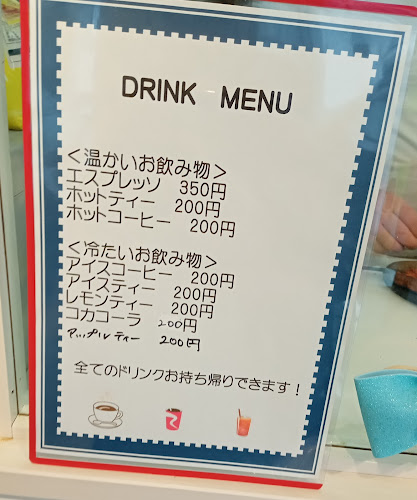 DRINK MENU
＜温かいお飲み物＞
エスプレッソ 350円
ホットティー 200円
ホットコーヒー 200円
＜冷たいお飲み物＞
アイスコーヒー 200円
アイスティー 200円
レモンティー 200円
コカコーラ 200円
アップルティー 200円
全てのドリンクお持ち帰りできます！